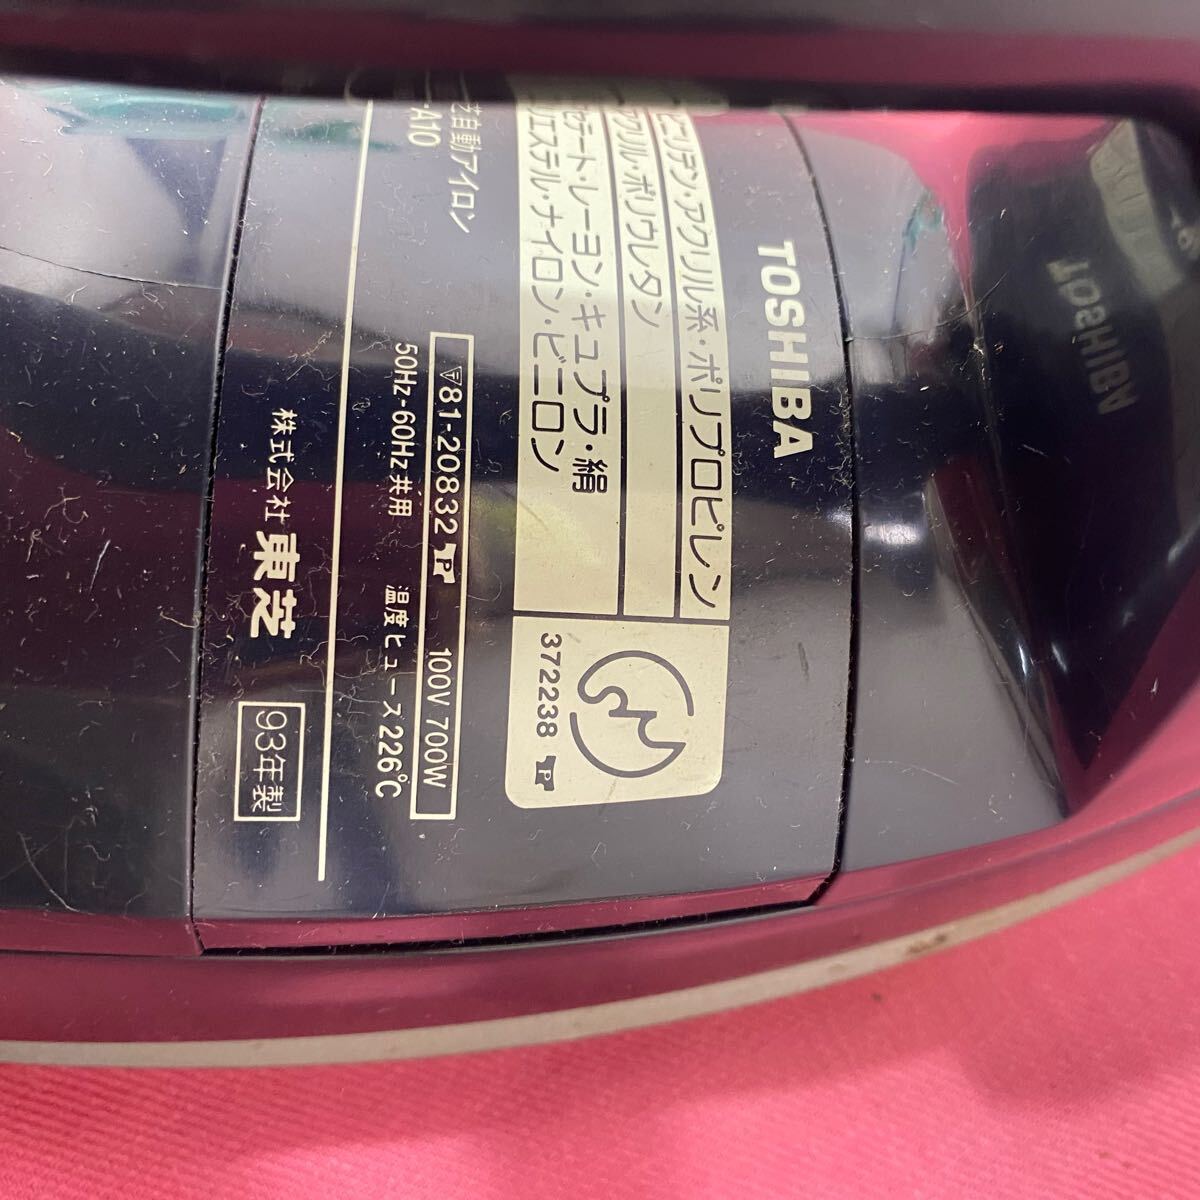 TOSHIBA
ビニリデン・アクリル系・ポリプロピレン
アクリル・ポリウレタン
アセテート・レーヨン・キュプラ・絹
ポリエステル・ナイロン・ビニロン
372238
芝自動アイロン
-A10
▽81-20832 100V 700W
50Hz-60Hz共用 温度ヒューズ226℃
株式会社 東芝 93年製
TOSHIBA